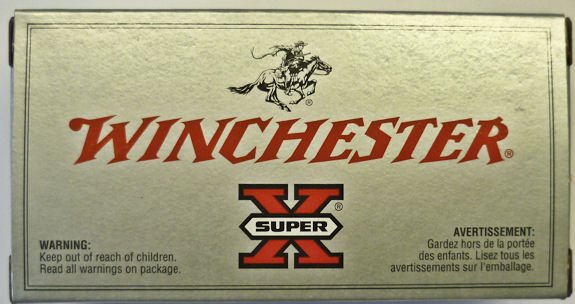 WINCHESTER®
X
SUPER
®
WARNING:
Keep out of reach of children.
Read all warnings on package.
AVERTISSEMENT:
Gardez hors de la portée
des enfants. Lisez tous les
avertissements sur l'emballage.